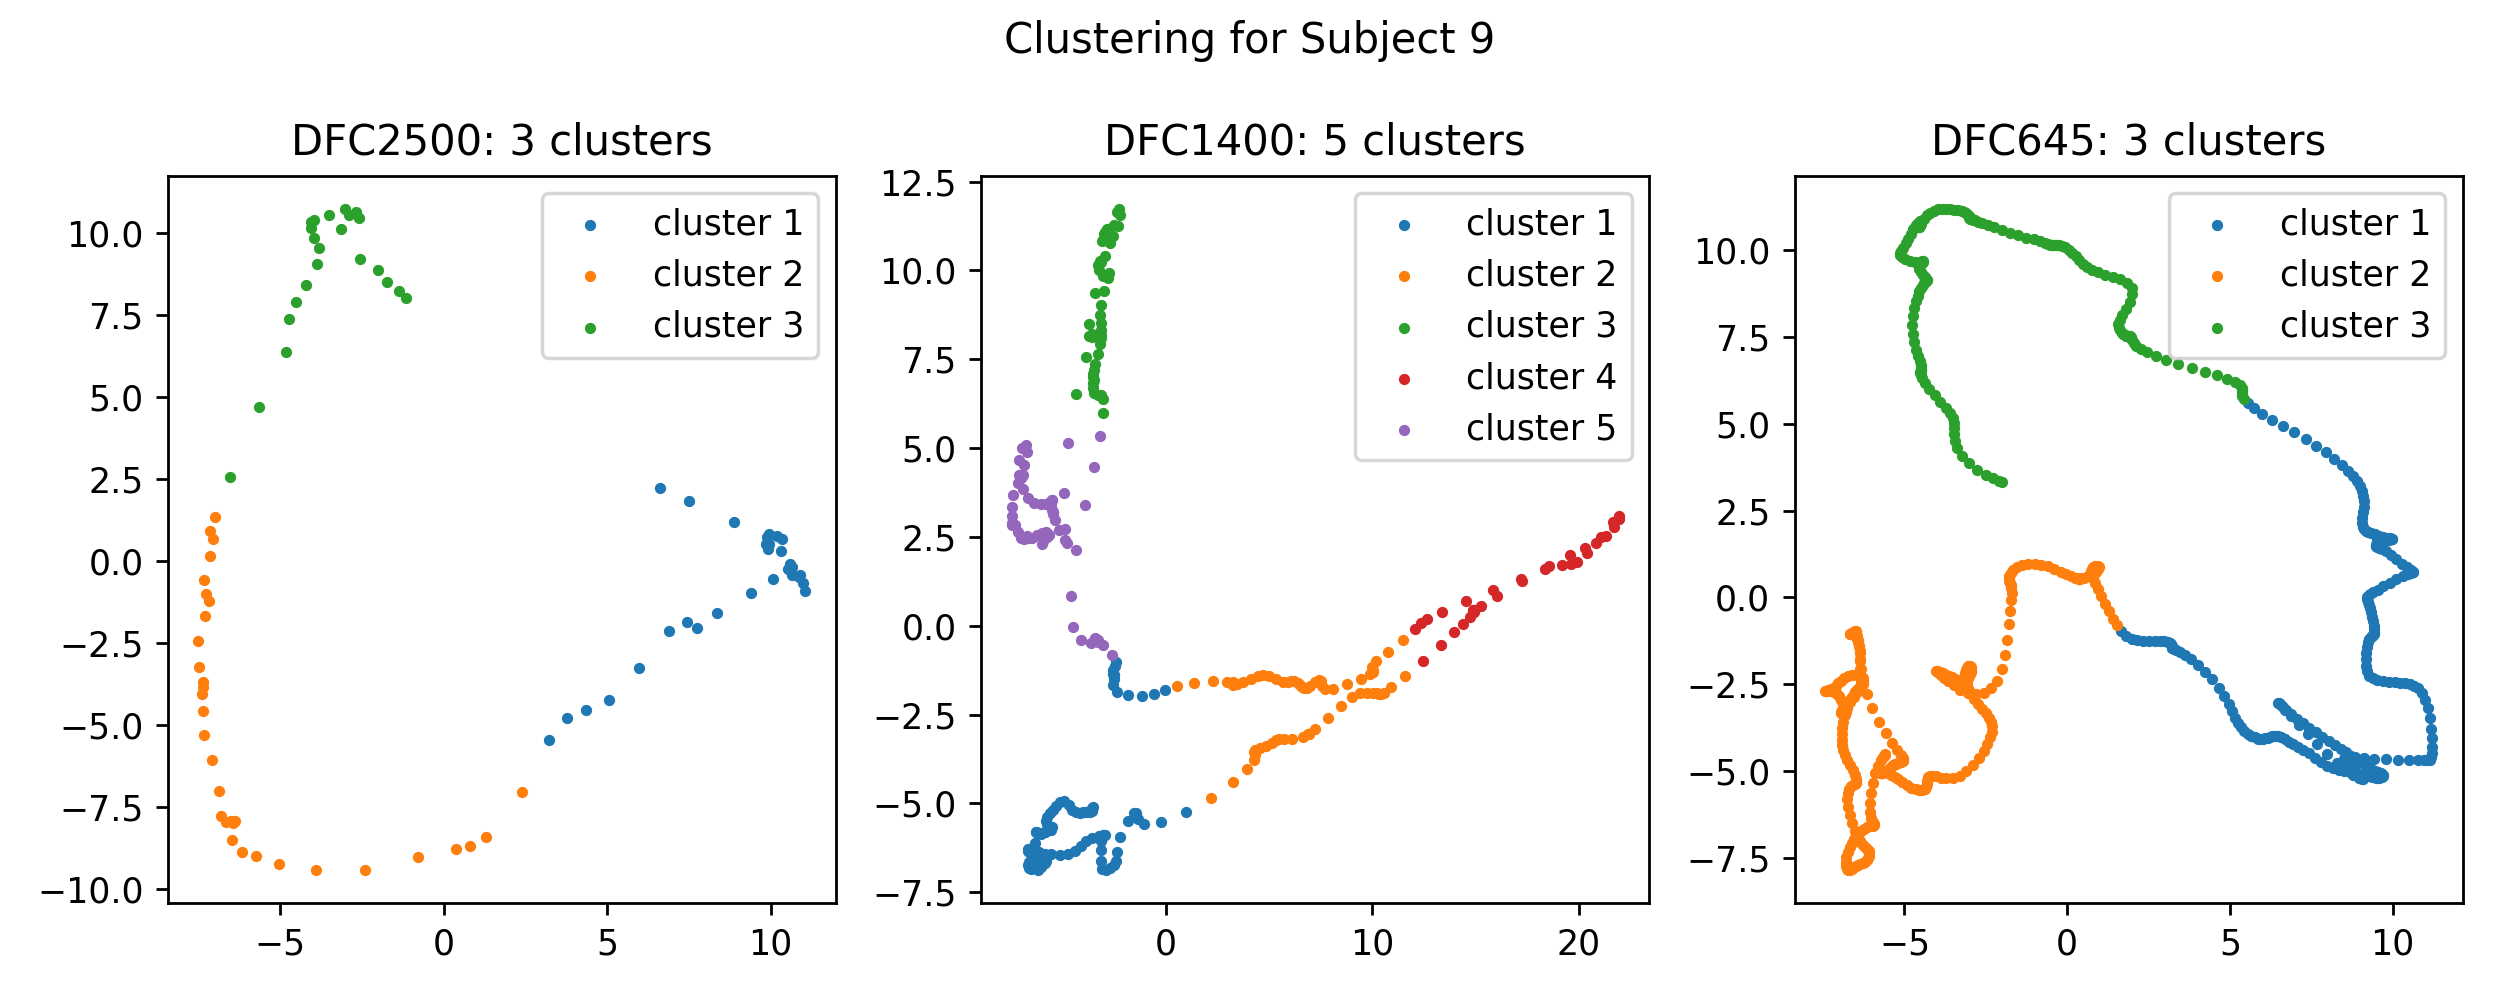 Clustering for Subject 9
DFC2500: 3 clusters
10.0
7.5
5.0
2.5
0.0
−2.5
−5.0
−7.5
−10.0
−5
0
5
10
cluster 1
cluster 2
cluster 3
DFC1400: 5 clusters
12.5
10.0
7.5
5.0
2.5
0.0
−2.5
−5.0
−7.5
0
10
20
cluster 1
cluster 2
cluster 3
cluster 4
cluster 5
DFC645: 3 clusters
10.0
7.5
5.0
2.5
0.0
−2.5
−5.0
−7.5
−5
0
5
10
cluster 1
cluster 2
cluster 3